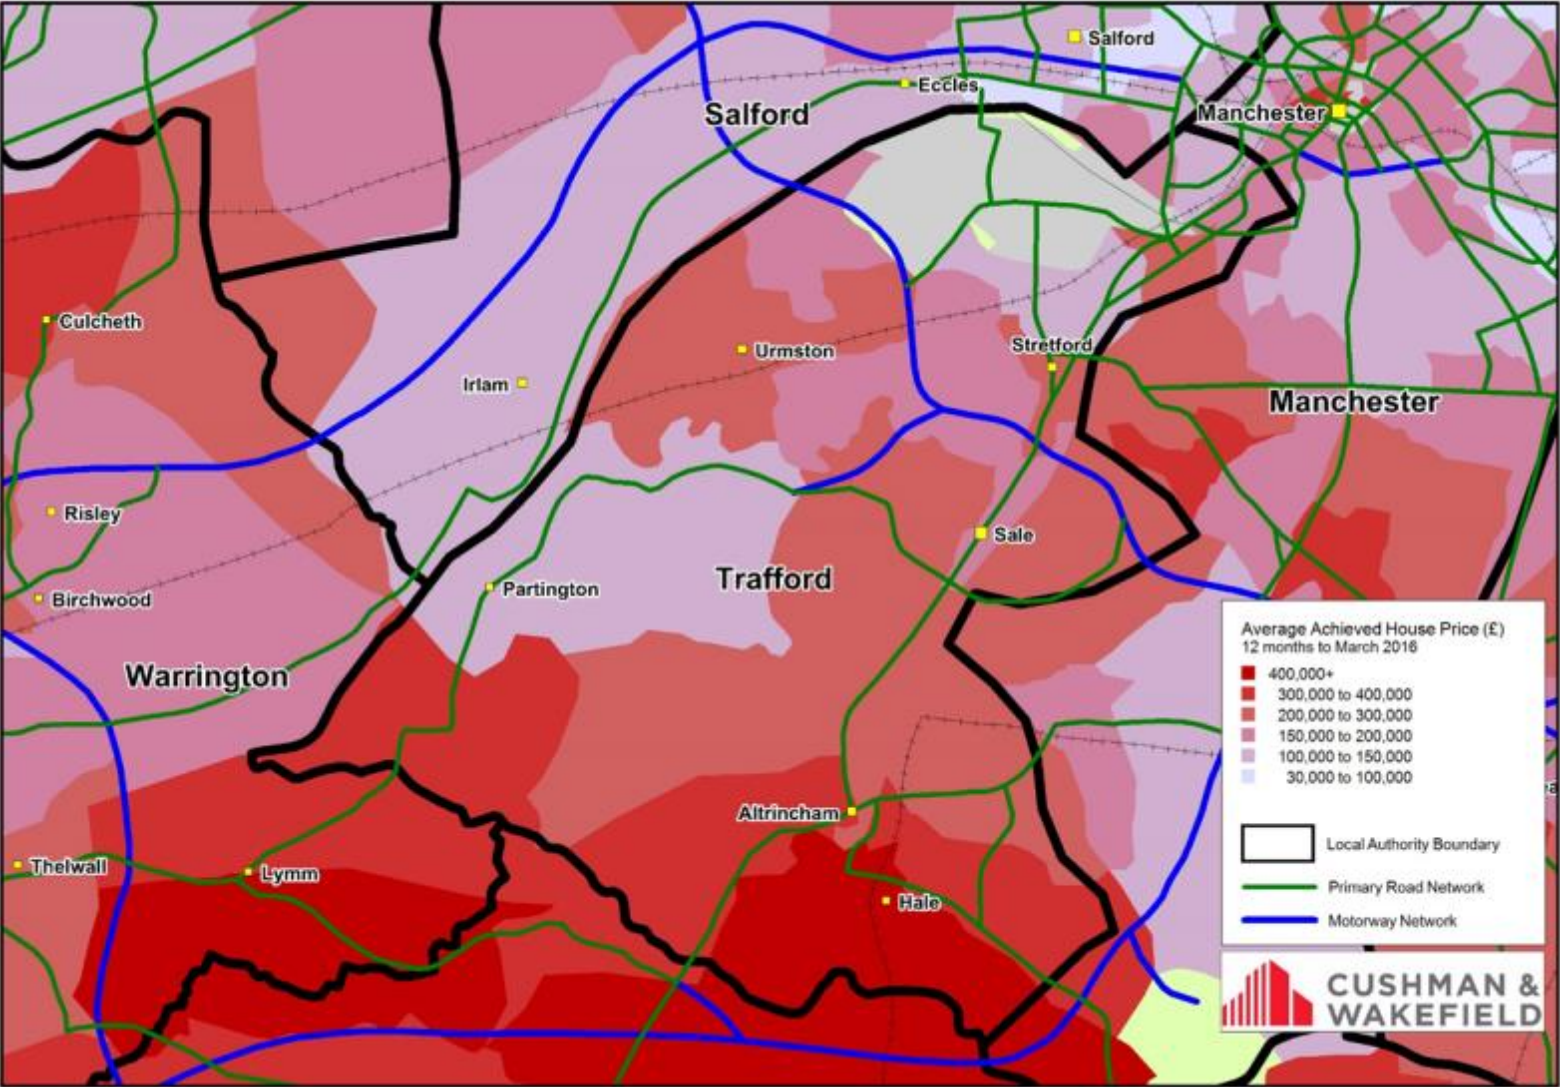 Salford
Eccles
Salford
Manchester
Culcheth
Urmston
Stretford
Irlam
Manchester
Risley
Sale
Birchwood
Partington
Trafford
Warrington
Altrincham
Thelwall
Lymm
Hale
Average Achieved House Price (£)
12 months to March 2016
400,000+
300,000 to 400,000
200,000 to 300,000
150,000 to 200,000
100,000 to 150,000
30,000 to 100,000
Local Authority Boundary
Primary Road Network
Motorway Network
CUSHMAN &
WAKEFIELD